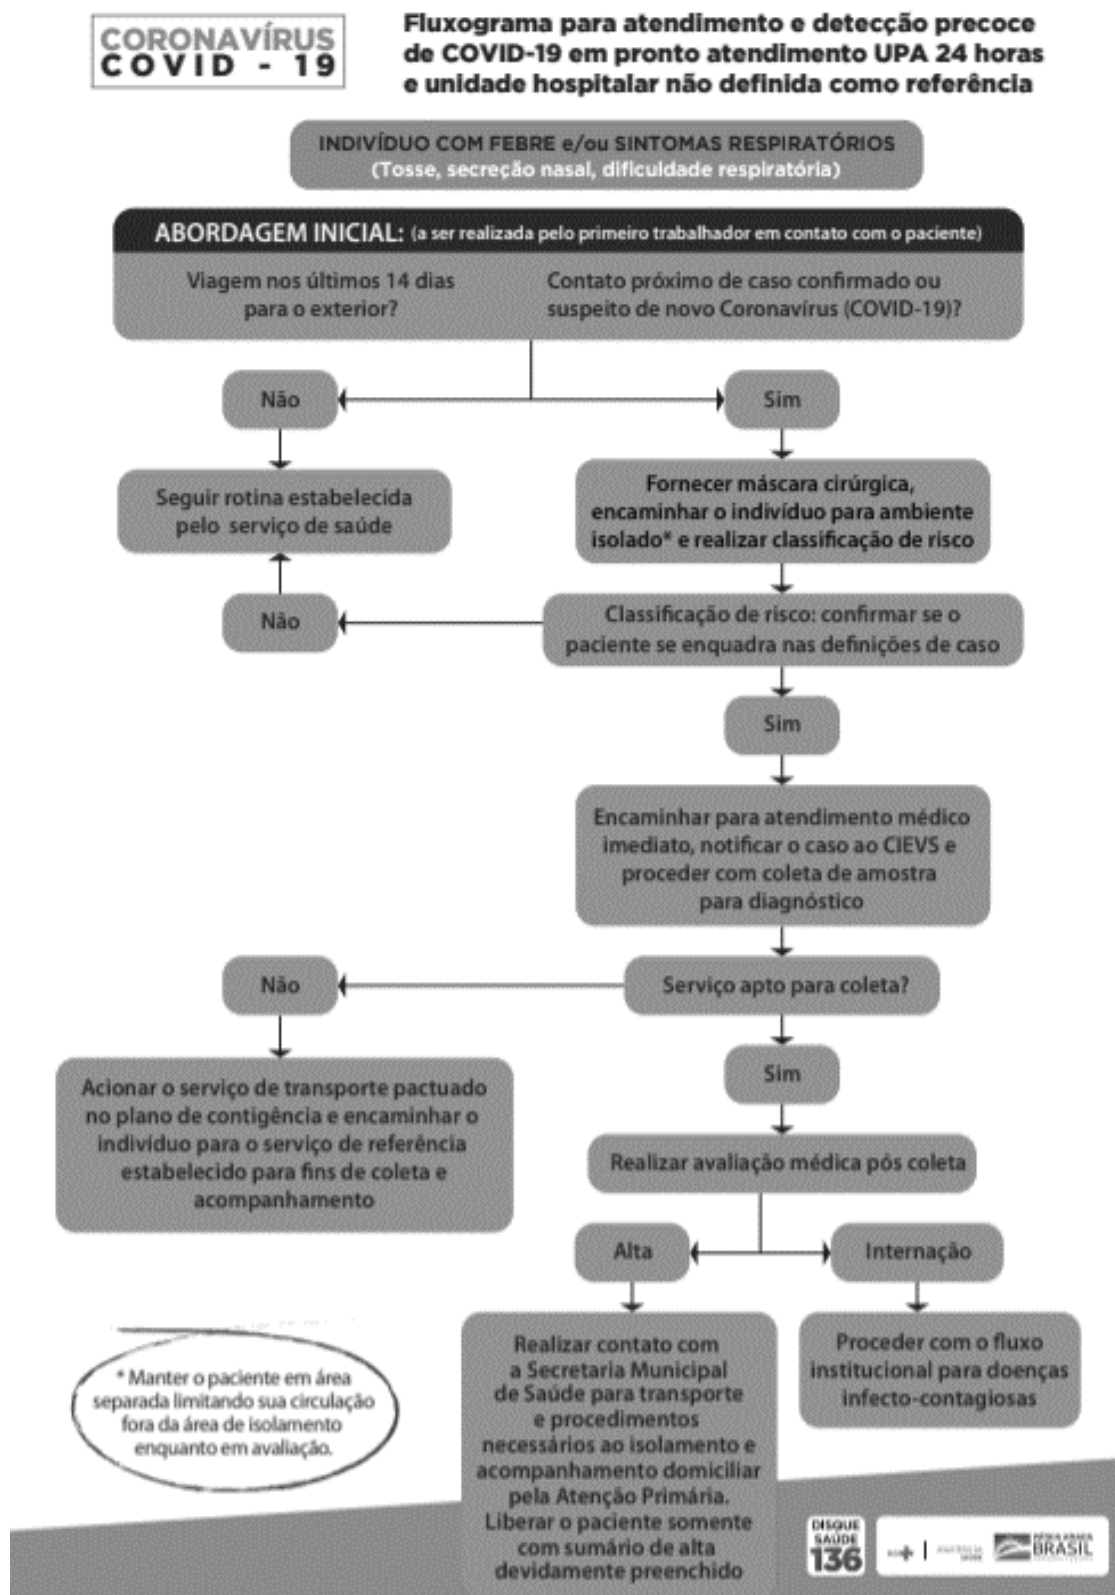 CORONAVÍRUS
COVID - 19
Fluxograma para atendimento e detecção precoce
de COVID-19 em pronto atendimento UPA 24 horas
e unidade hospitalar não definida como referência
INDIVÍDUO COM FEBRE e/ou SINTOMAS RESPIRATÓRIOS
(Tosse, secreção nasal, dificuldade respiratória)
ABORDAGEM INICIAL: (a ser realizada pelo primeiro trabalhador em contato com o paciente)
Viagem nos últimos 14 dias
para o exterior?
Contato próximo de caso confirmado ou
suspeito de novo Coronavírus (COVID-19)?
Não
Sim
Seguir rotina estabelecida
pelo serviço de saúde
Fornecer máscara cirúrgica,
encaminhar o indivíduo para ambiente
isolado* e realizar classificação de risco
Não
Classificação de risco: confirmar se o
paciente se enquadra nas definições de caso
Sim
Encaminhar para atendimento médico
imediato, notificar o caso ao CIEVS e
proceder com coleta de amostra
para diagnóstico
Não
Serviço apto para coleta?
Sim
Acionar o serviço de transporte pactuado
no plano de contigência e encaminhar o
indivíduo para o serviço de referência
estabelecido para fins de coleta e
acompanhamento
Realizar avaliação médica pós coleta
Alta
Internação
Realizar contato com
a Secretaria Municipal
de Saúde para transporte
e procedimentos
necessários ao isolamento e
acompanhamento domiciliar
pela Atenção Primária.
Liberar o paciente somente
com sumário de alta
devidamente preenchido
Proceder com o fluxo
institucional para doenças
infecto-contagiosas
* Manter o paciente em área
separada limitando sua circulação
fora da área de isolamento
enquanto em avaliação.
DISQUE
SAÚDE
136
PÁTRIA AMADA
BRASIL